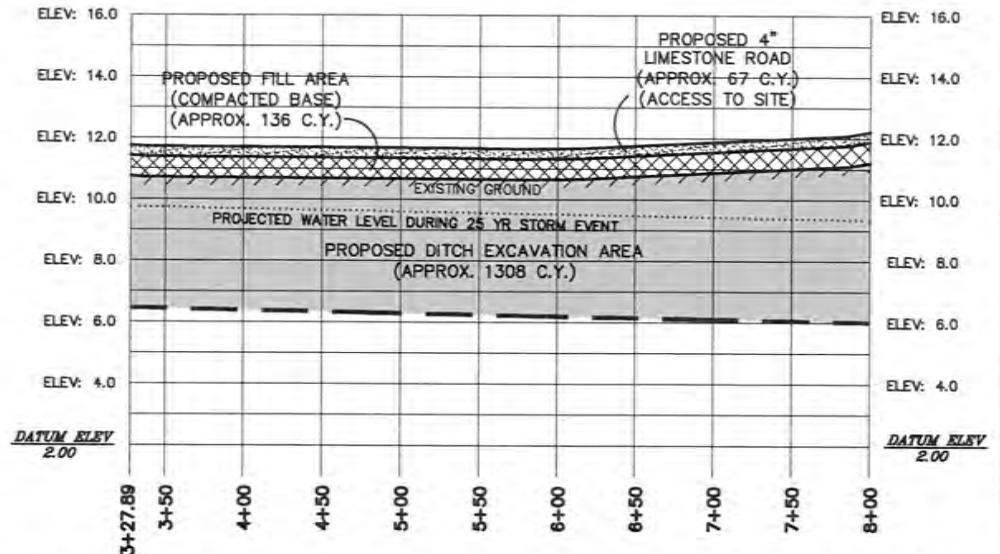 ELEV: 16.0
ELEV: 16.0
PROPOSED 4"
LIMESTONE ROAD
(APPROX. 67 C.Y.)
(ACCESS TO SITE)
ELEV: 14.0
ELEV: 14.0
PROPOSED FILL AREA
(COMPACTED BASE)
(APPROX. 136 C.Y.)
ELEV: 12.0
ELEV: 12.0
EXISTING GROUND
ELEV: 10.0
ELEV: 10.0
PROJECTED WATER LEVEL DURING 25 YR STORM EVENT
PROPOSED DITCH EXCAVATION AREA
(APPROX. 1308 C.Y.)
ELEV: 8.0
ELEV: 8.0
ELEV: 6.0
ELEV: 6.0
ELEV: 4.0
ELEV: 4.0
DATUM ELEV
2.00
DATUM ELEV
2.00
3+27.89
3+50
4+00
4+50
5+00
5+50
6+00
6+50
7+00
7+50
8+00